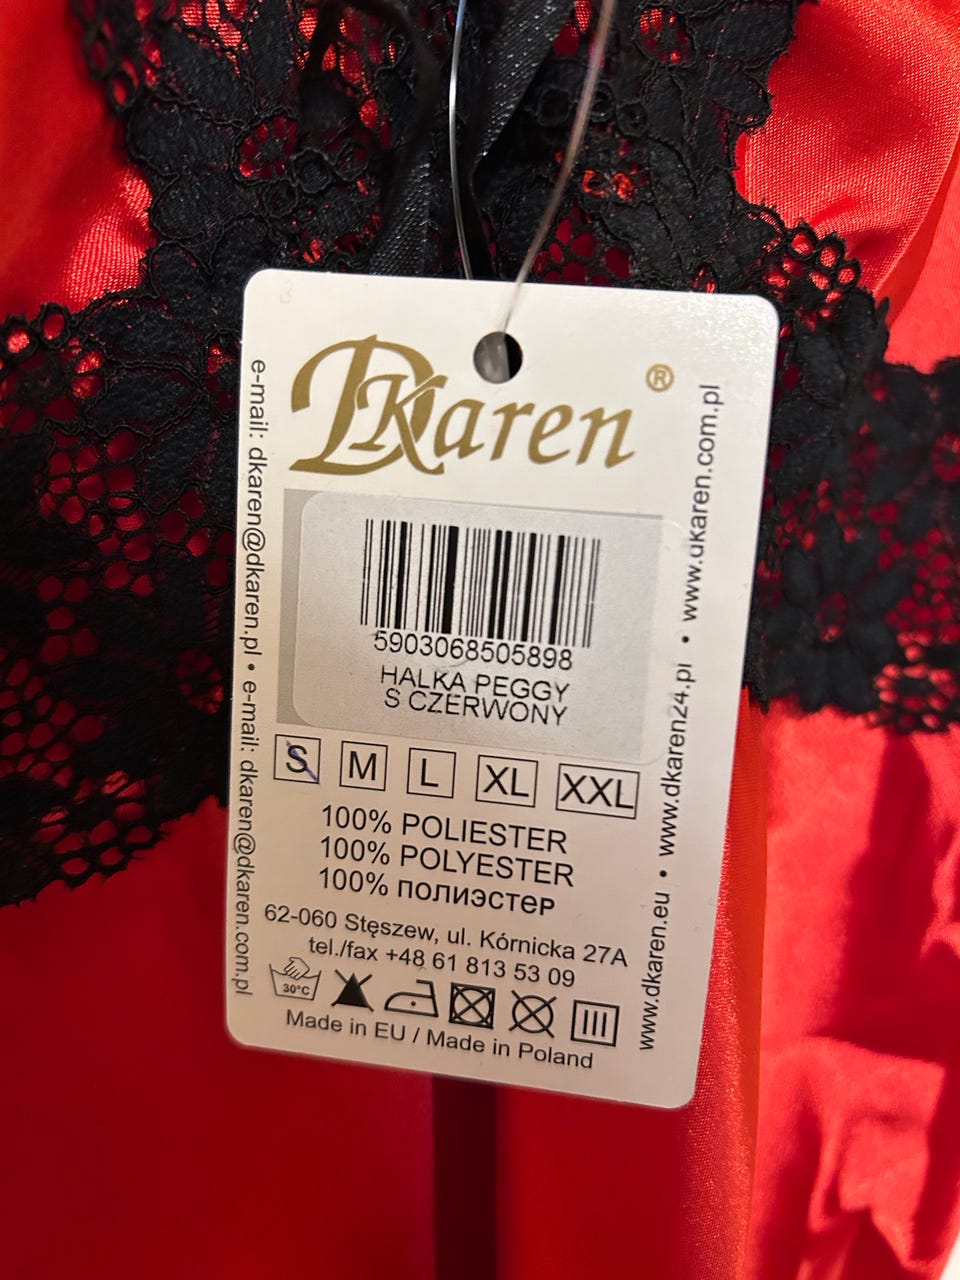 DKaren ®
5903068505898
HALKA PEGGY
S CZERWONY
S M L XL XXL
100% POLIESTER
100% POLYESTER
100% полиэстер
62-060 Stęszew, ul. Kórnicka 27A
tel./fax +48 61 813 53 09
30°C
Made in EU / Made in Poland
e-mail: dkaren@dkaren.pl • e-mail: dkaren@dkaren.com.pl
www.dkaren.eu • www.dkaren24.pl • www.dkaren.com.pl